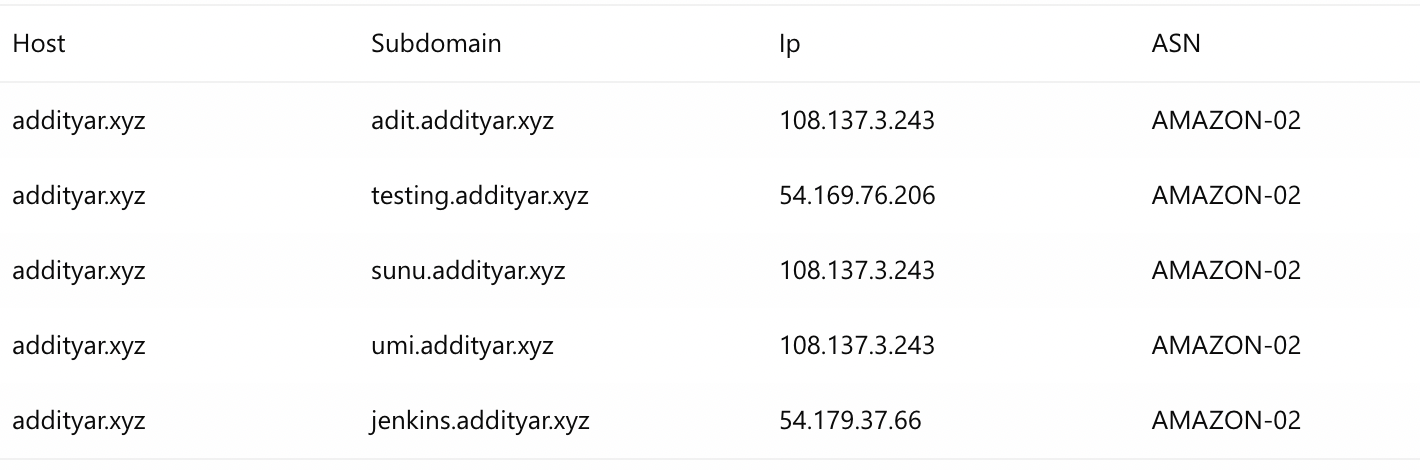 Host Subdomain Ip ASN
addityar.xyz adit.addityar.xyz 108.137.3.243 AMAZON-02
addityar.xyz testing.addityar.xyz 54.169.76.206 AMAZON-02
addityar.xyz sunu.addityar.xyz 108.137.3.243 AMAZON-02
addityar.xyz umi.addityar.xyz 108.137.3.243 AMAZON-02
addityar.xyz jenkins.addityar.xyz 54.179.37.66 AMAZON-02